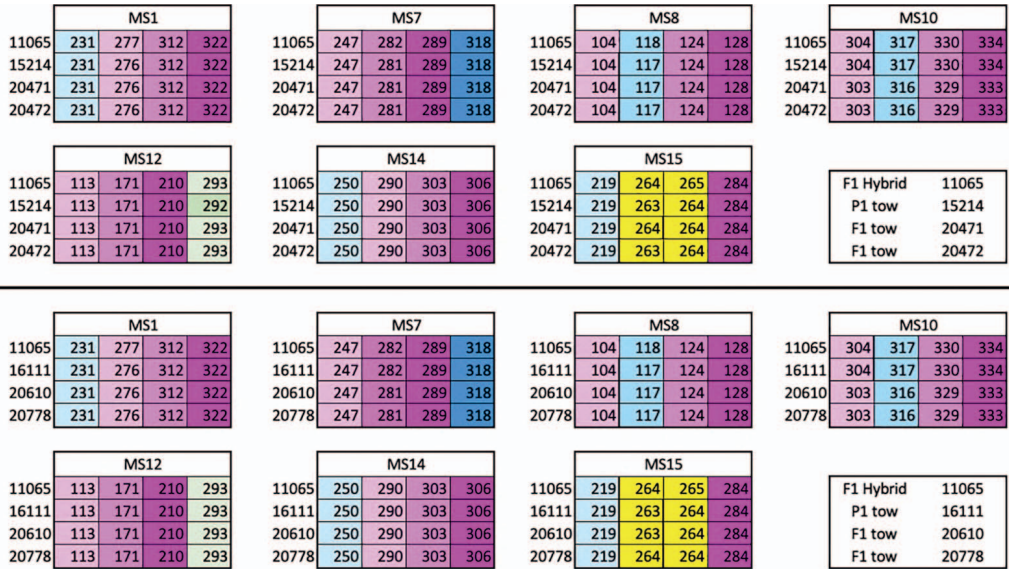 MS1 MS7 MS8 MS10
11065 231 277 312 322 11065 247 282 289 318 11065 104 118 124 128 11065 304 317 330 334
15214 231 276 312 322 15214 247 281 289 318 15214 104 117 124 128 15214 304 317 330 334
20471 231 276 312 322 20471 247 281 289 318 20471 104 117 124 128 20471 303 316 329 333
20472 231 276 312 322 20472 247 281 289 318 20472 104 117 124 128 20472 303 316 329 333
MS12 MS14 MS15
11065 113 171 210 293 11065 250 290 303 306 11065 219 264 265 284 F1 Hybrid 11065
15214 113 171 210 292 15214 250 290 303 306 15214 219 263 264 284 P1 tow 15214
20471 113 171 210 293 20471 250 290 303 306 20471 219 264 264 284 F1 tow 20471
20472 113 171 210 293 20472 250 290 303 306 20472 219 263 264 284 F1 tow 20472
MS1 MS7 MS8 MS10
11065 231 277 312 322 11065 247 282 289 318 11065 104 118 124 128 11065 304 317 330 334
16111 231 276 312 322 16111 247 282 289 318 16111 104 117 124 128 16111 304 317 330 334
20610 231 276 312 322 20610 247 281 289 318 20610 104 117 124 128 20610 303 316 329 333
20778 231 276 312 322 20778 247 281 289 318 20778 104 117 124 128 20778 303 316 329 333
MS12 MS14 MS15
11065 113 171 210 293 11065 250 290 303 306 11065 219 264 265 284 F1 Hybrid 11065
16111 113 171 210 293 16111 250 290 303 306 16111 219 263 264 284 P1 tow 16111
20610 113 171 210 293 20610 250 290 303 306 20610 219 263 264 284 F1 tow 20610
20778 113 171 210 293 20778 250 290 303 306 20778 219 264 264 284 F1 tow 20778